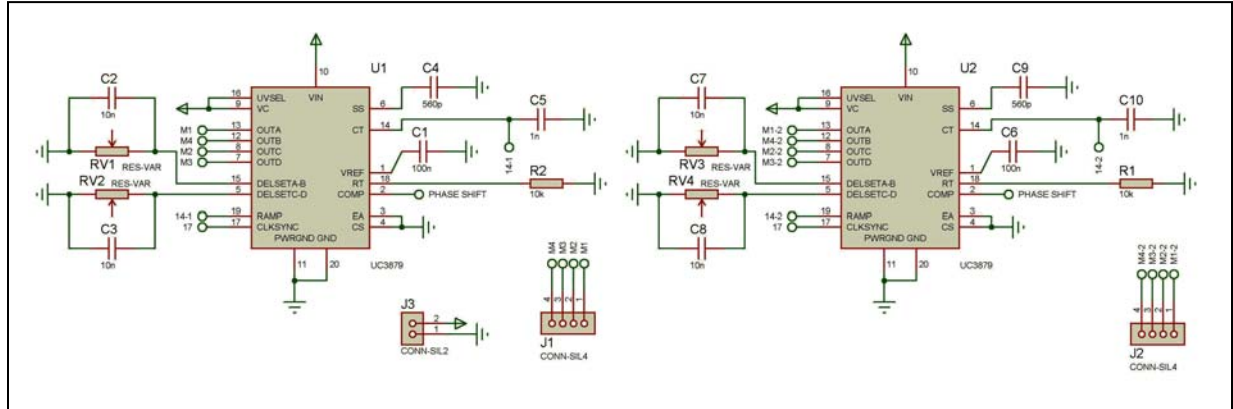 C2
10n
RV1
RES-VAR
RV2
RES-VAR
C3
10n
U1
10
VIN
16 UVSEL
9 VC
M1 13 OUTA
M4 12 OUTB
M2 8 OUTC
M3 7 OUTD
15 DELSETA-B
5 DELSETC-D
14-1 19 RAMP
17 17 CLKSYNC
PWRGND GND
11 20
UC3879
SS 6
CT 14
VREF 1
RT 18
COMP 2
EA 3
CS 4
C4
560p
C5
1n
14-1
C1
100n
R2
10k
PHASE SHIFT
J3
2
1
CONN-SIL2
M4 M3 M2 M1
4 3 2 1
J1
CONN-SIL4
C7
10n
RV3
RES-VAR
RV4
RES-VAR
C8
10n
U2
10
VIN
16 UVSEL
9 VC
M1-2 13 OUTA
M4-2 12 OUTB
M2-2 8 OUTC
M3-2 7 OUTD
15 DELSETA-B
5 DELSETC-D
14-2 19 RAMP
17 17 CLKSYNC
PWRGND GND
11 20
UC3879
SS 6
CT 14
VREF 1
RT 18
COMP 2
EA 3
CS 4
C9
560p
C10
1n
14-2
C6
100n
R1
10k
PHASE SHIFT
M4-2 M3-2 M2-2 M1-2
4 3 2 1
J2
CONN-SIL4